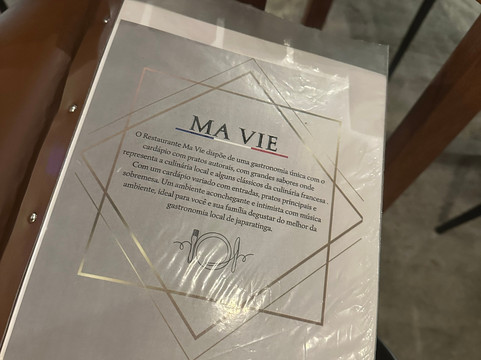 MA VIE
O Restaurante Ma Vie dispõe de uma gastronomia única com o
cardápio com pratos autorais, com grandes sabores onde
representa a culinária local e alguns clássicos da culinária francesa.
Com um cardápio variado com entradas, pratos principais e
sobremesa. Um ambiente aconchegante e intimista com música
ambiente, ideal para você e sua família degustar do melhor da
gastronomia local de japaratinga.